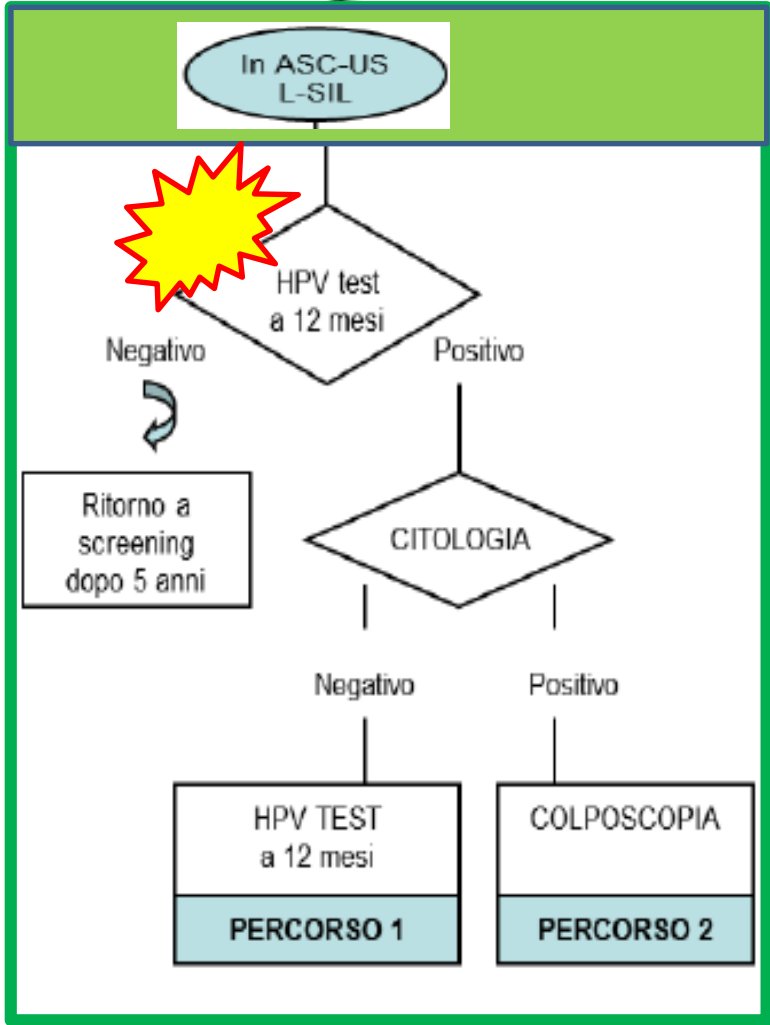 In ASC-US
L-SIL
HPV test
a 12 mesi
Negativo
Positivo
Ritorno a
screening
dopo 5 anni
CITOLOGIA
Negativo
Positivo
HPV TEST
a 12 mesi
PERCORSO 1
COLPOSCOPIA
PERCORSO 2